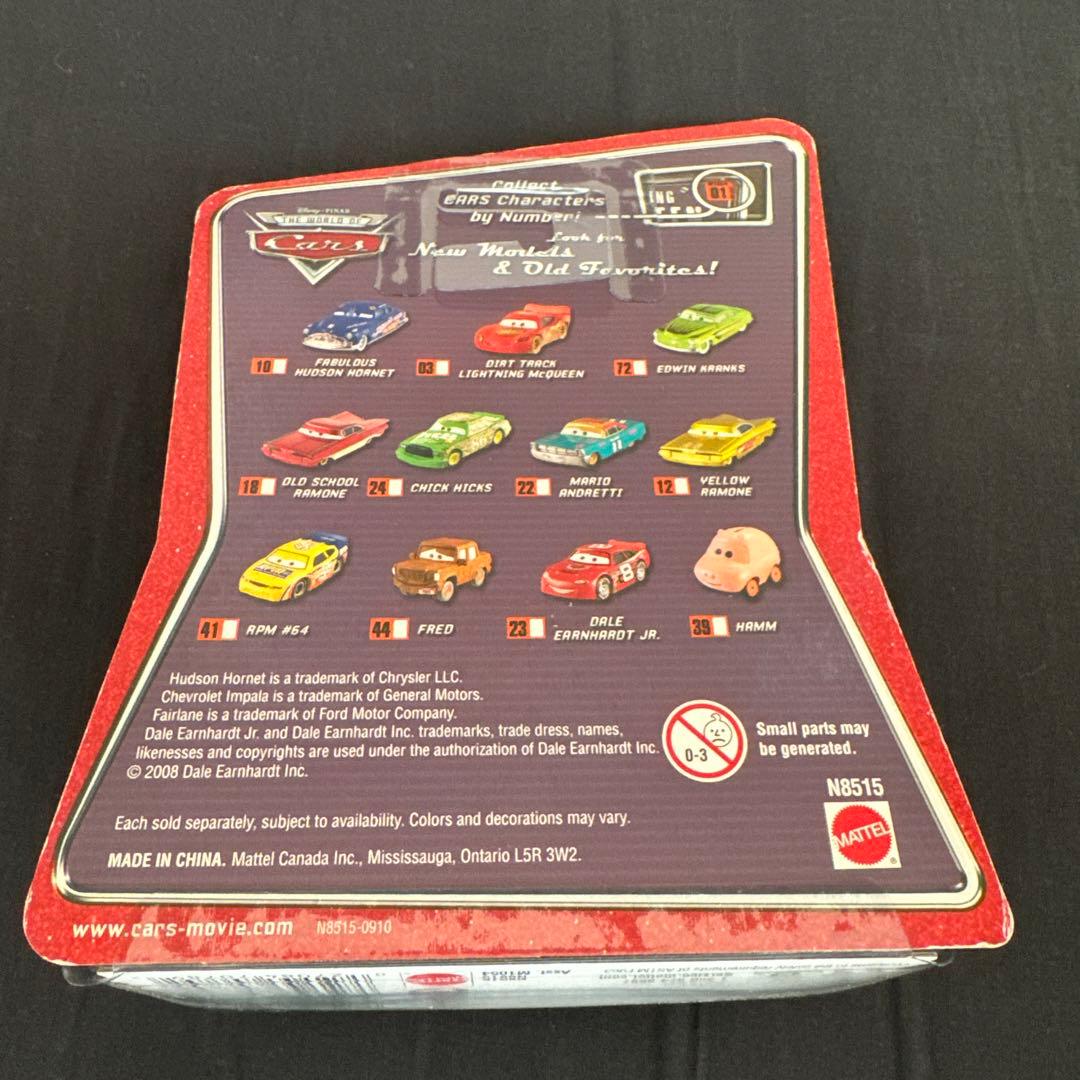 Disney · PIXAR
THE WORLD OF
Cars
Collect
CARS Characters
by Number!
ING
01
Look for
New Models
& Old Favorites!
10 FABULOUS
HUDSON HORNET
03 DIRT TRACK
LIGHTNING McQUEEN
72 EDWIN KRANKS
18 OLD SCHOOL
RAMONE
24 CHICK HICKS
22 MARIO
ANDRETTI
12 YELLOW
RAMONE
41 RPM #64
44 FRED
23 DALE
EARNHARDT JR.
39 HAMM
Hudson Hornet is a trademark of Chrysler LLC.
Chevrolet Impala is a trademark of General Motors.
Fairlane is a trademark of Ford Motor Company.
Dale Earnhardt Jr. and Dale Earnhardt Inc. trademarks, trade dress, names,
likenesses and copyrights are used under the authorization of Dale Earnhardt Inc.
© 2008 Dale Earnhardt Inc.
0-3
Small parts may
be generated.
N8515
MATTEL
®
Each sold separately, subject to availability. Colors and decorations may vary.
MADE IN CHINA. Mattel Canada Inc., Mississauga, Ontario L5R 3W2.
www.cars-movie.com N8515-0910
N8515
Asst. M1054
MATTEL